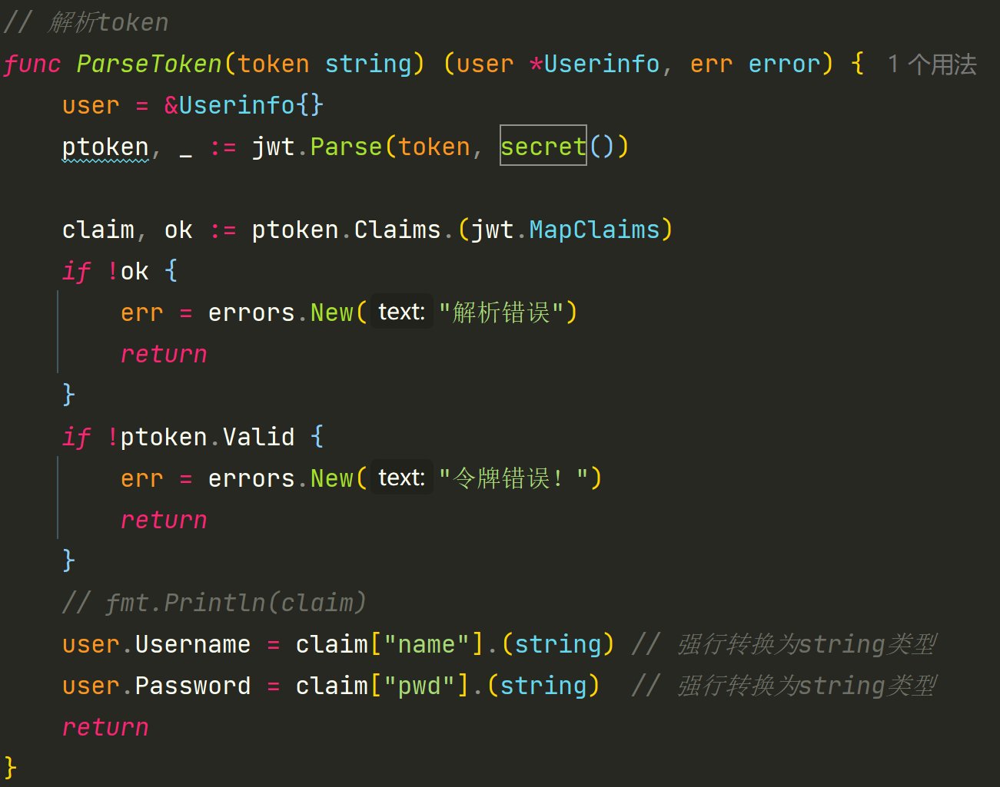 // 解析token
func ParseToken(token string) (user *Userinfo, err error) { 1 个用法
    user = &Userinfo{}
    ptoken, _ := jwt.Parse(token, secret())

    claim, ok := ptoken.Claims.(jwt.MapClaims)
    if !ok {
        err = errors.New( text: "解析错误")
        return
    }
    if !ptoken.Valid {
        err = errors.New( text: "令牌错误！")
        return
    }
    // fmt.Println(claim)
    user.Username = claim["name"].(string) // 强行转换为string类型
    user.Password = claim["pwd"].(string)  // 强行转换为string类型
    return
}